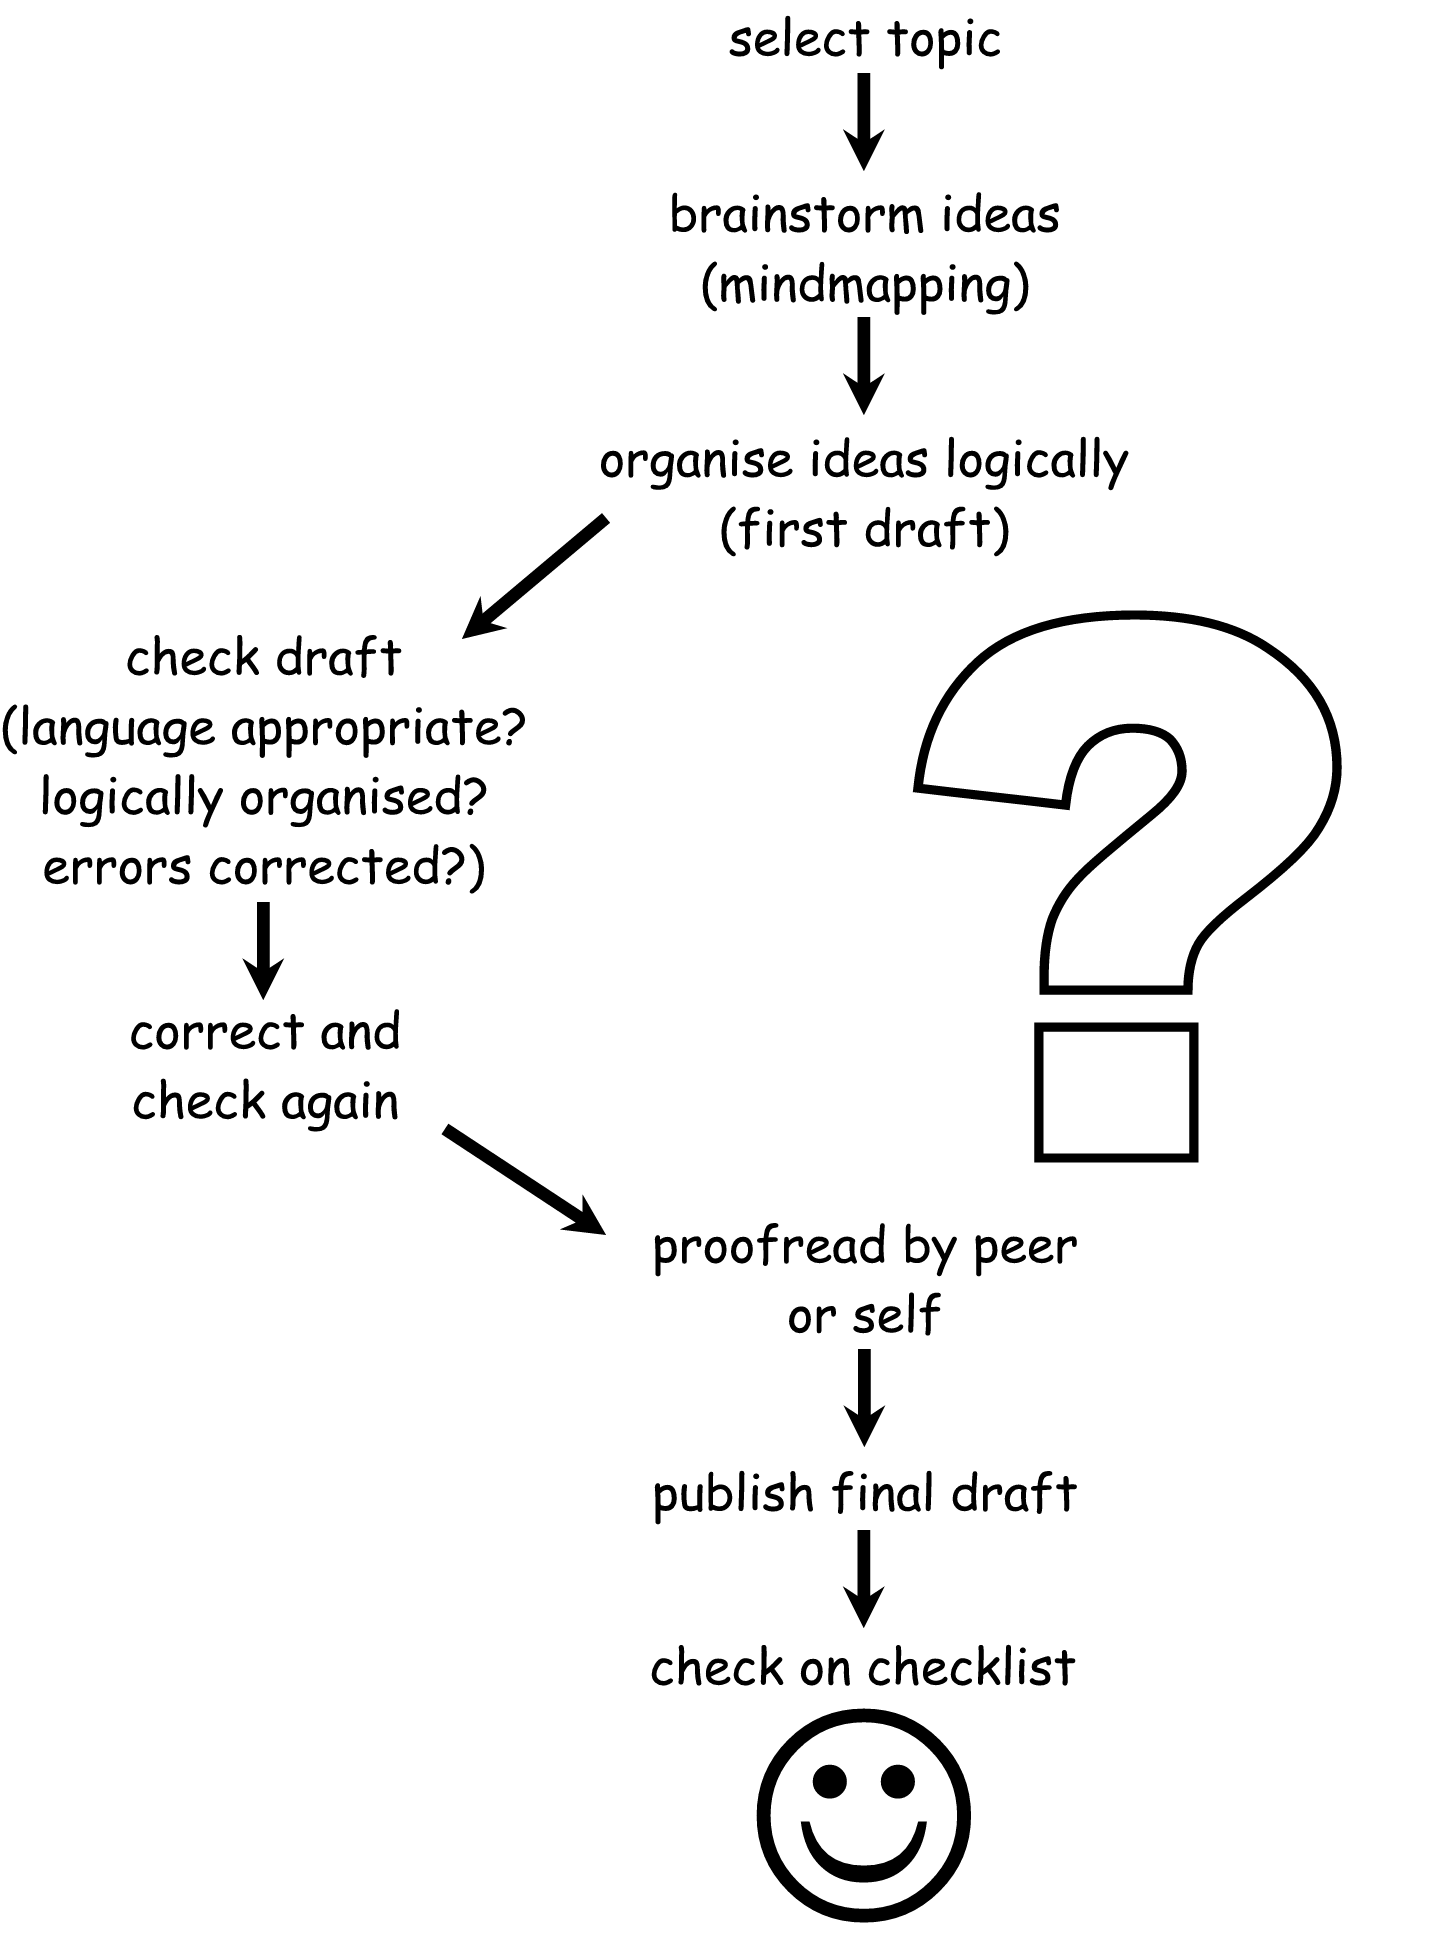 select topic
brainstorm ideas
(mindmapping)
organise ideas logically
(first draft)
check draft
(language appropriate?
logically organised?
errors corrected?)
correct and
check again
?
proofread by peer
or self
publish final draft
check on checklist